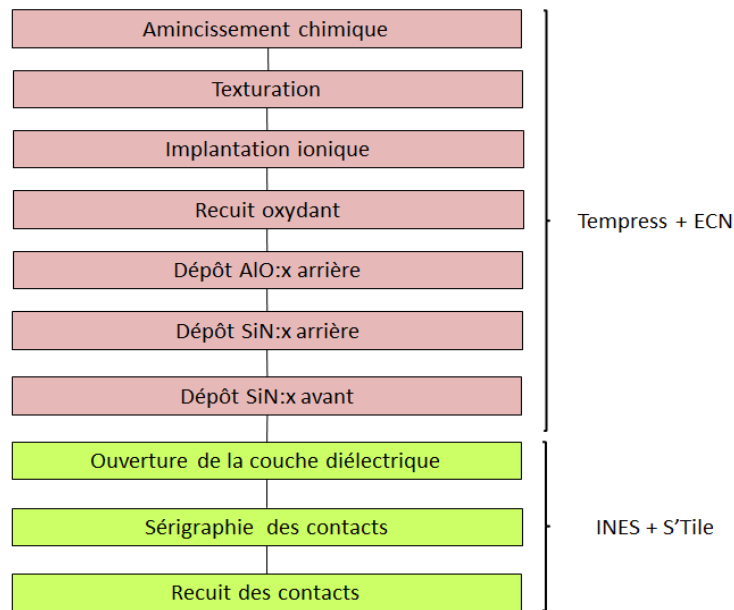 Amincissement chimique
Texturation
Implantation ionique
Recuit oxydant
Dépôt AlO:x arrière
Dépôt SiN:x arrière
Dépôt SiN:x avant
Tempress + ECN
Ouverture de la couche diélectrique
Sérigraphie des contacts
Recuit des contacts
INES + S'Tile